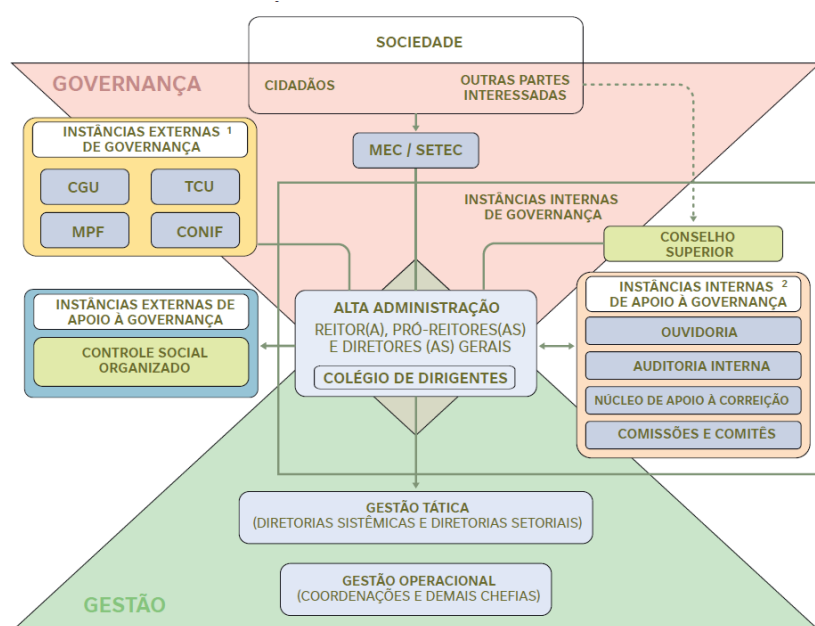 SOCIEDADE
GOVERNANÇA
CIDADÃOS
OUTRAS PARTES
INTERESSADAS
INSTÂNCIAS EXTERNAS 1
DE GOVERNANÇA
CGU
TCU
MPF
CONIF
MEC / SETEC
INSTÂNCIAS INTERNAS
DE GOVERNANÇA
CONSELHO
SUPERIOR
INSTÂNCIAS EXTERNAS DE
APOIO À GOVERNANÇA
CONTROLE SOCIAL
ORGANIZADO
ALTA ADMINISTRAÇÃO
REITOR(A), PRÓ-REITORES(AS)
E DIRETORES (AS) GERAIS
COLÉGIO DE DIRIGENTES
INSTÂNCIAS INTERNAS 2
DE APOIO À GOVERNANÇA
OUVIDORIA
AUDITORIA INTERNA
NÚCLEO DE APOIO À CORREIÇÃO
COMISSÕES E COMITÊS
GESTÃO TÁTICA
(DIRETORIAS SISTÊMICAS E DIRETORIAS SETORIAIS)
GESTÃO OPERACIONAL
(COORDENAÇÕES E DEMAIS CHEFIAS)
GESTÃO